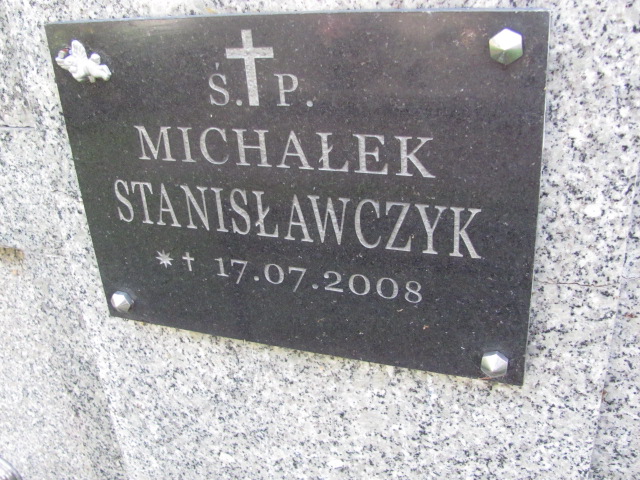 Ś. P.
MICHAŁEK
STANISŁAWCZYK
* † 17.07.2008